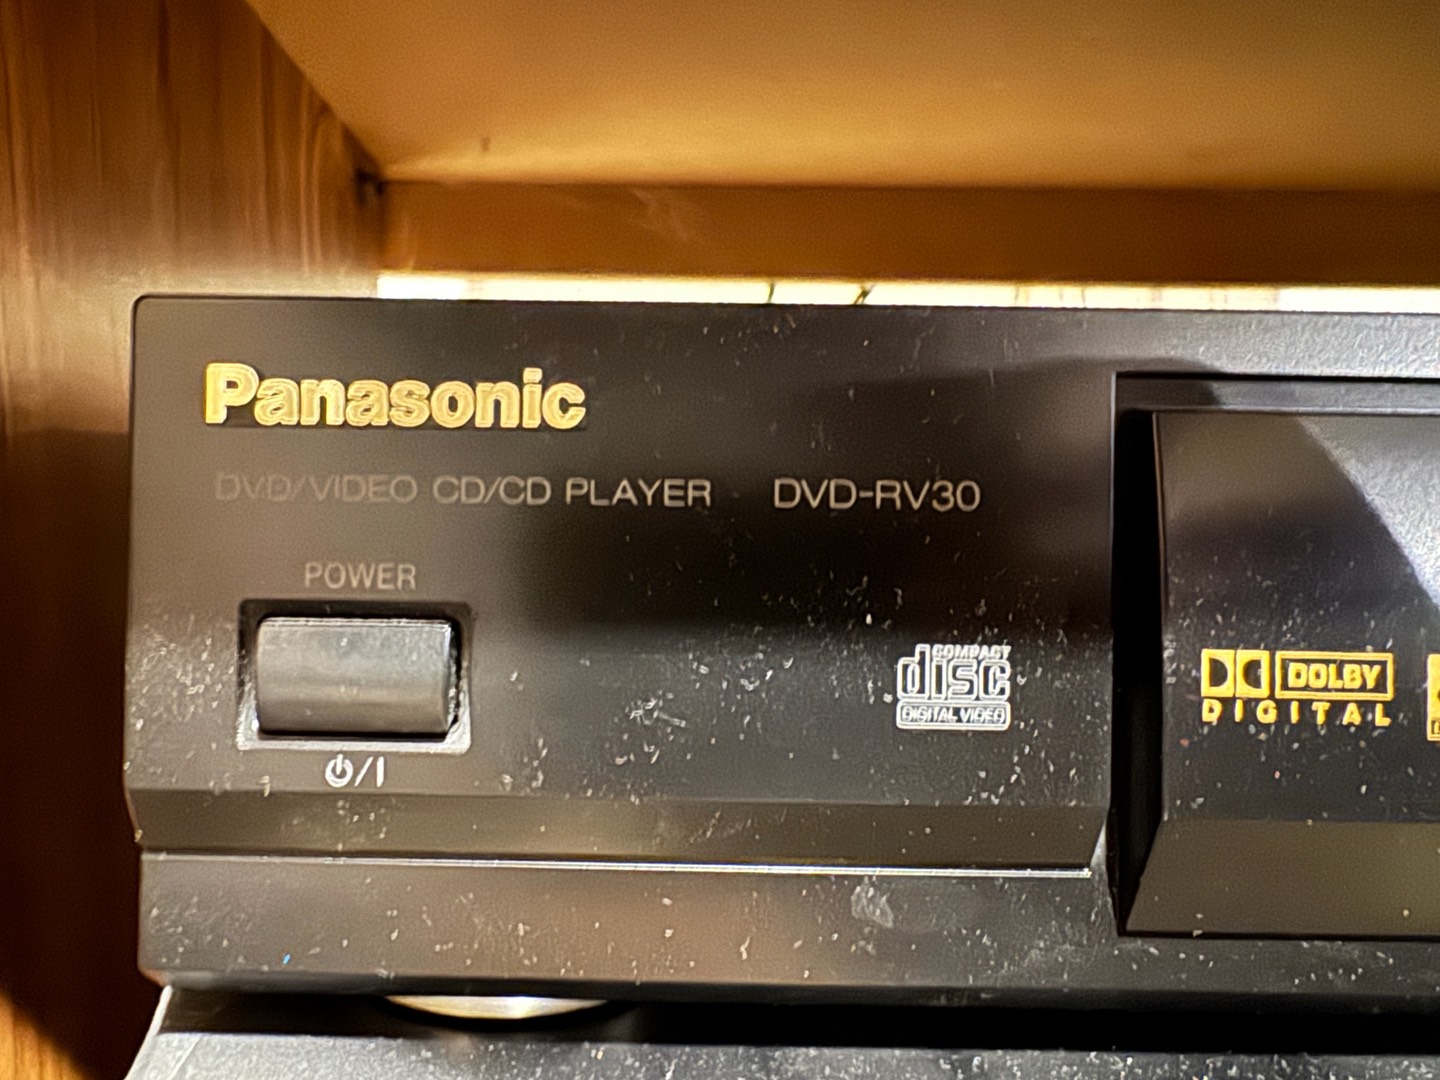 Panasonic
DVD/VIDEO CD/CD PLAYER DVD-RV30
POWER
⏻/I
COMPACT
disc
DIGITAL VIDEO
DOLBY
DIGITAL